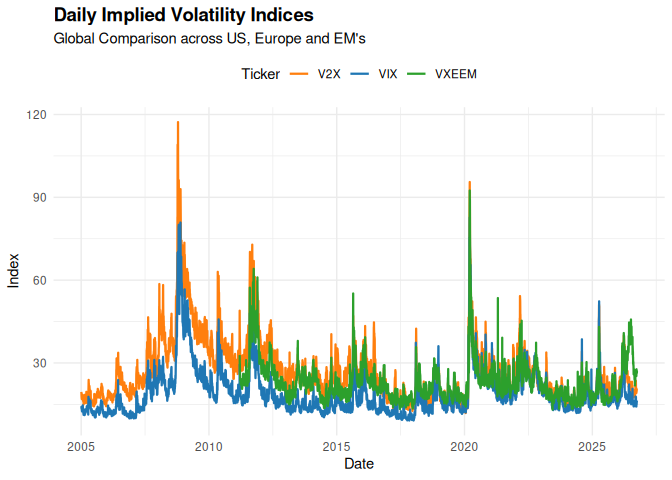 Daily Implied Volatility Indices
Global Comparison across US, Europe and EM's
Ticker V2X VIX VXEEM
120
90
60
30
Index
2005 2010 2015 2020 2025
Date